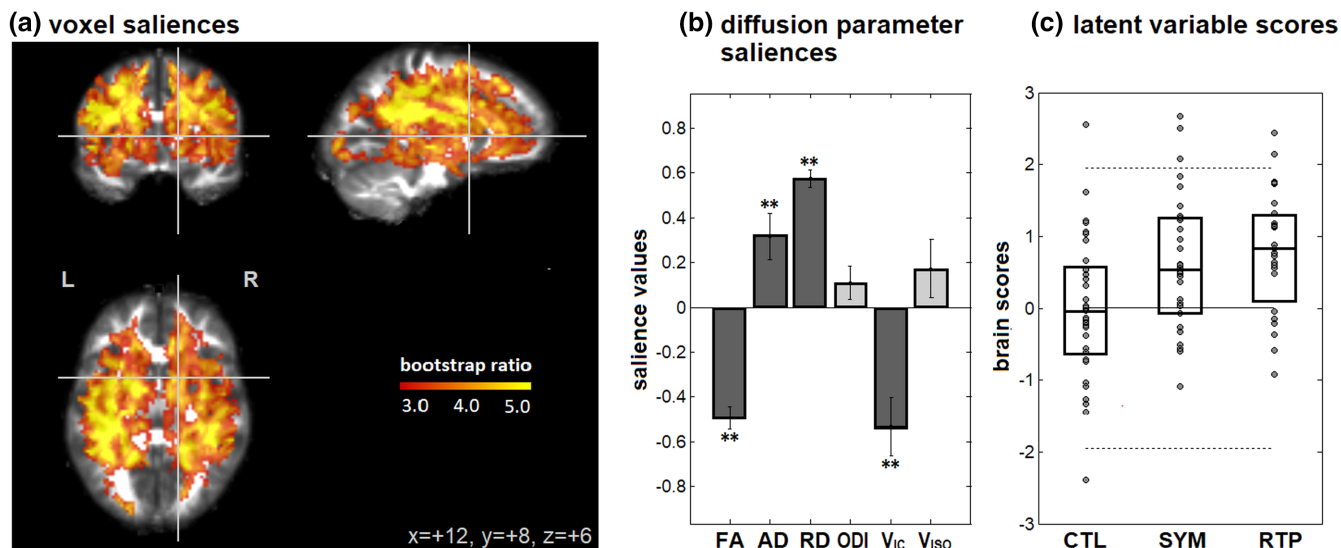 (a) voxel saliences
L R
bootstrap ratio
3.0 4.0 5.0
x=+12, y=+8, z=+6
(b) diffusion parameter
saliences
salience values
0.8
0.6
0.4
0.2
0
-0.2
-0.4
-0.6
-0.8
**
**
**
**
FA AD RD ODI VIC VISO
(c) latent variable scores
brain scores
3
2
1
0
-1
-2
-3
CTL SYM RTP